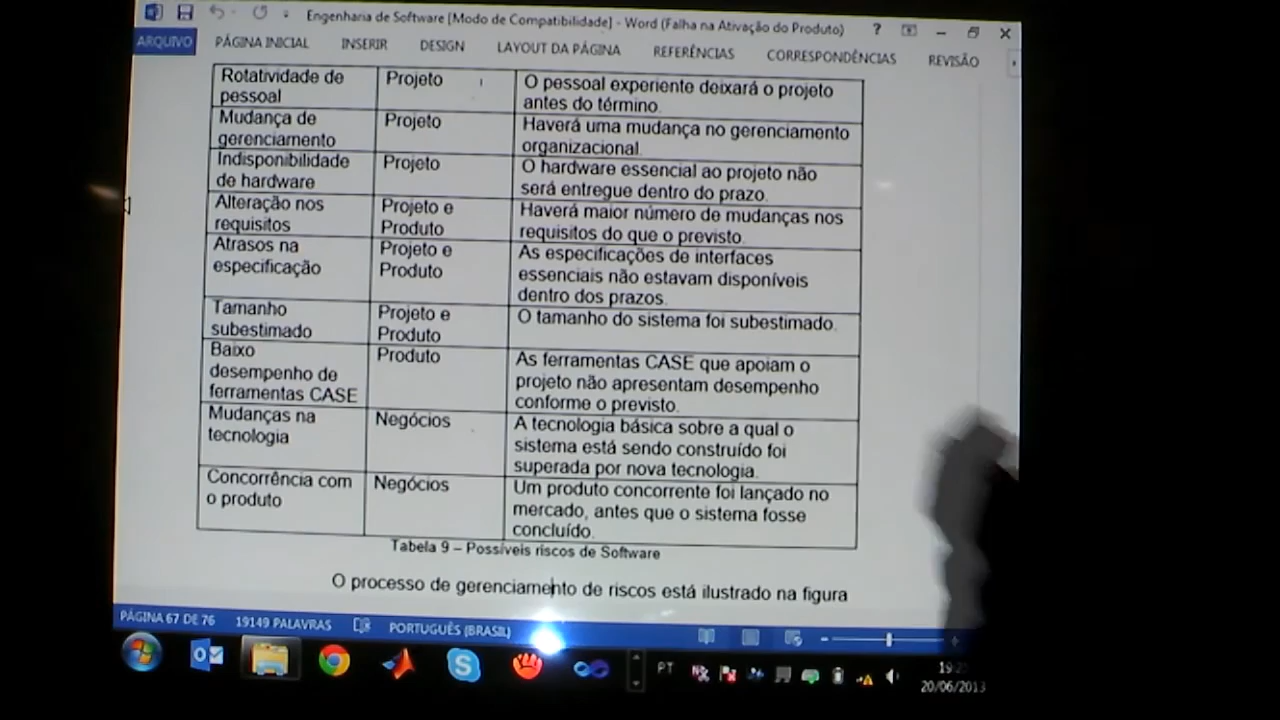 Engenharia de Software [Modo de Compatibilidade] - Word (Falha na Ativação do Produto)
ARQUIVO PÁGINA INICIAL INSERIR DESIGN LAYOUT DA PÁGINA REFERÊNCIAS CORRESPONDÊNCIAS REVISÃO
Rotatividade de
pessoal
Projeto
O pessoal experiente deixará o projeto
antes do término.
Mudança de
gerenciamento
Projeto
Haverá uma mudança no gerenciamento
organizacional.
Indisponibilidade
de hardware
Projeto
O hardware essencial ao projeto não
será entregue dentro do prazo.
Alteração nos
requisitos
Projeto e
Produto
Haverá maior número de mudanças nos
requisitos do que o previsto.
Atrasos na
especificação
Projeto e
Produto
As especificações de interfaces
essenciais não estavam disponíveis
dentro dos prazos.
Tamanho
subestimado
Projeto e
Produto
O tamanho do sistema foi subestimado.
Baixo
desempenho de
ferramentas CASE
Produto
As ferramentas CASE que apoiam o
projeto não apresentam desempenho
conforme o previsto.
Mudanças na
tecnologia
Negócios
A tecnologia básica sobre a qual o
sistema está sendo construído foi
superada por nova tecnologia.
Concorrência com
o produto
Negócios
Um produto concorrente foi lançado no
mercado, antes que o sistema fosse
concluído.
Tabela 9 – Possíveis riscos de Software
O processo de gerenciamento de riscos está ilustrado na figura
PÁGINA 67 DE 76 19149 PALAVRAS PORTUGUÊS (BRASIL)
PT
20/06/2013